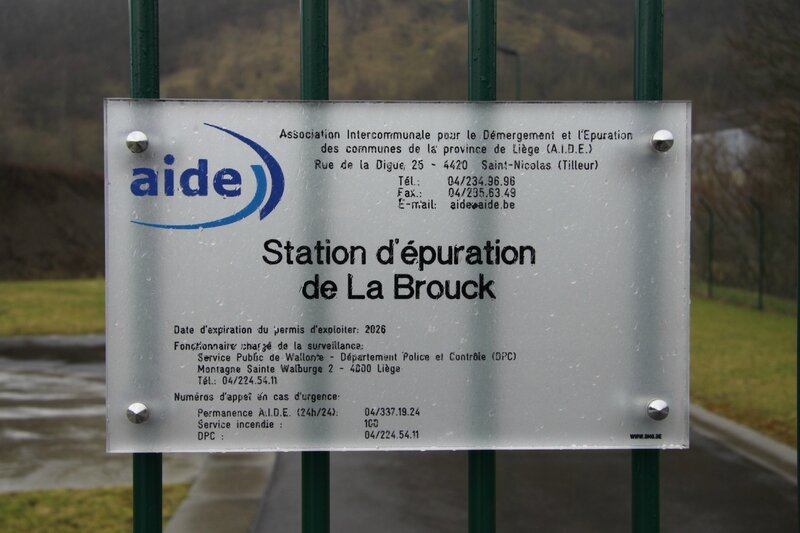 aide
Association Intercommunale pour le Démergement et l'Epuration
des communes de la province de Liège (A.I.D.E.)
Rue de la Digue, 25 - 4420 Saint-Nicolas (Tilleur)
Tél.: 04/234.96.96
Fax.: 04/235.63.49
E-mail: aide@aide.be
Station d'épuration
de La Brouck
Date d'expiration du permis d'exploiter: 2026
Fonctionnaire chargé de la surveillance:
Service Public de Wallonie - Département Police et Contrôle (DPC)
Montagne Sainte Walburge 2 - 4000 Liège
Tél.: 04/224.54.11
Numéros d'appel en cas d'urgence:
Permanence A.I.D.E. (24h/24): 04/337.19.24
Service incendie : 100
DPC : 04/224.54.11